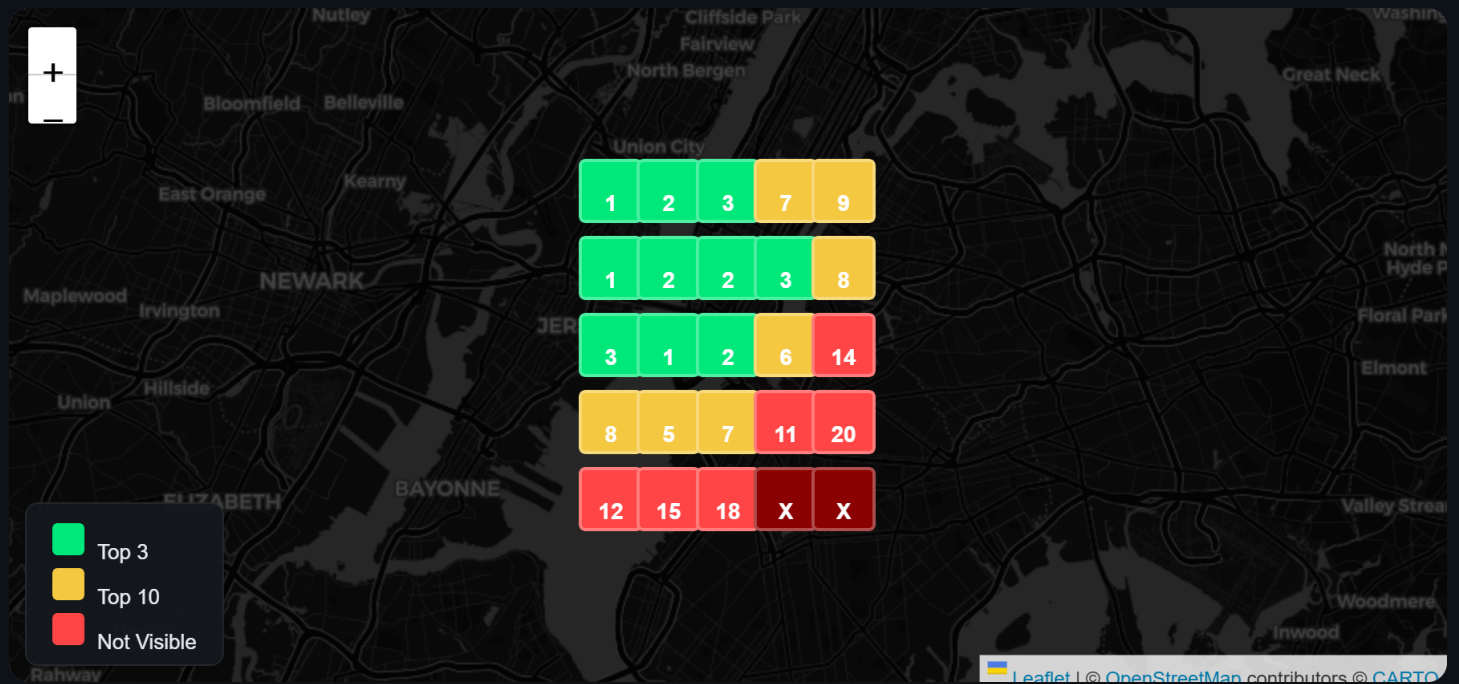 Nutley
Cliffside Park
Washing
Fairview
+
North Bergen
Great Neck
on
Bloomfield
Belleville
−
Union City
Kearny
East Orange
1 2 3 7 9
North N
Hyde P
1 2 2 3 8
NEWARK
Maplewood
Irvington
Floral Park
JER
3 1 2 6 14
Elmont
Hillside
Union
8 5 7 11 20
BAYONNE
ELIZABETH
Valley Strea
12 15 18 X X
Top 3
Top 10
Woodmere
Not Visible
Inwood
Rahway
Leaflet | © OpenStreetMap contributors © CARTO